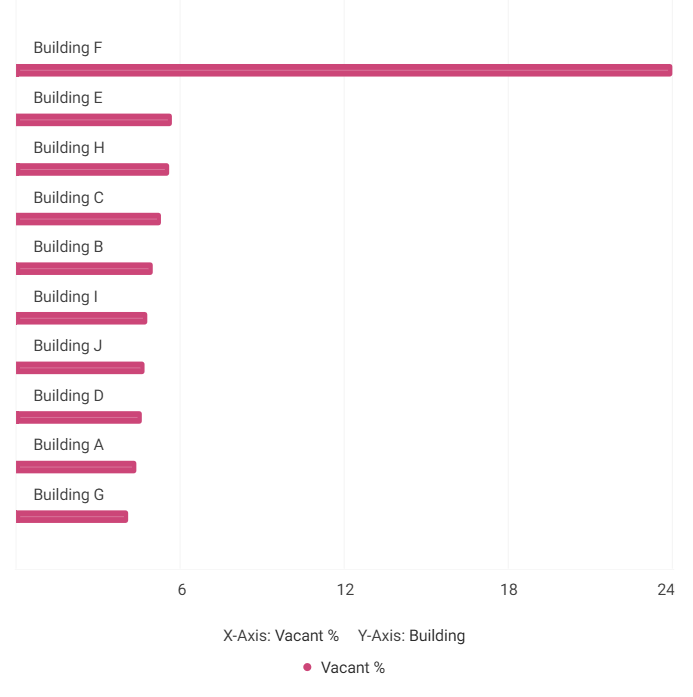 Building F
Building E
Building H
Building C
Building B
Building I
Building J
Building D
Building A
Building G
6 12 18 24
X-Axis: Vacant % Y-Axis: Building
Vacant %